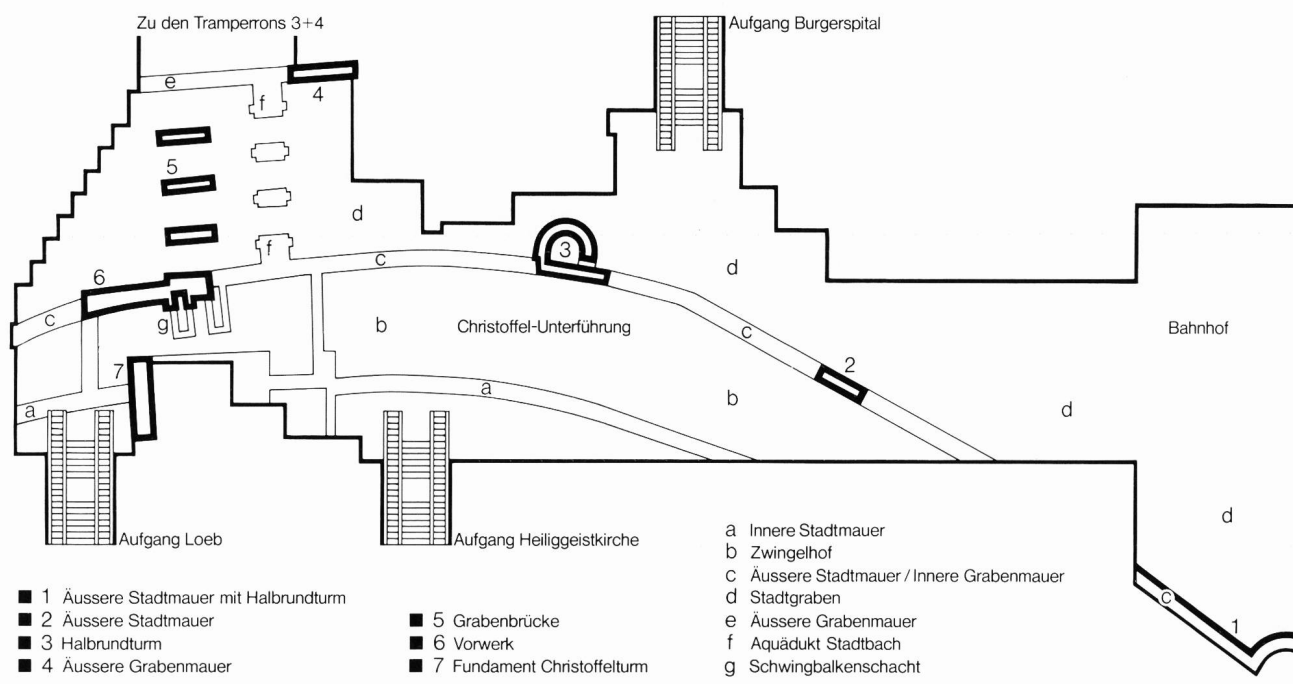 Zu den Tramperrons 3+4
Aufgang Burgerspital
e
4
f
5
d
f
3
6
c
d
c
g
b
Christoffel-Unterführung
c
Bahnhof
7
2
a
a
b
d
d
Aufgang Loeb
Aufgang Heiliggeistkirche
c
1
1 Äussere Stadtmauer mit Halbrundturm
2 Äussere Stadtmauer
3 Halbrundturm
4 Äussere Grabenmauer
5 Grabenbrücke
6 Vorwerk
7 Fundament Christoffelturm
a Innere Stadtmauer
b Zwingelhof
c Äussere Stadtmauer / Innere Grabenmauer
d Stadtgraben
e Äussere Grabenmauer
f Aquädukt Stadtbach
g Schwingbalkenschacht